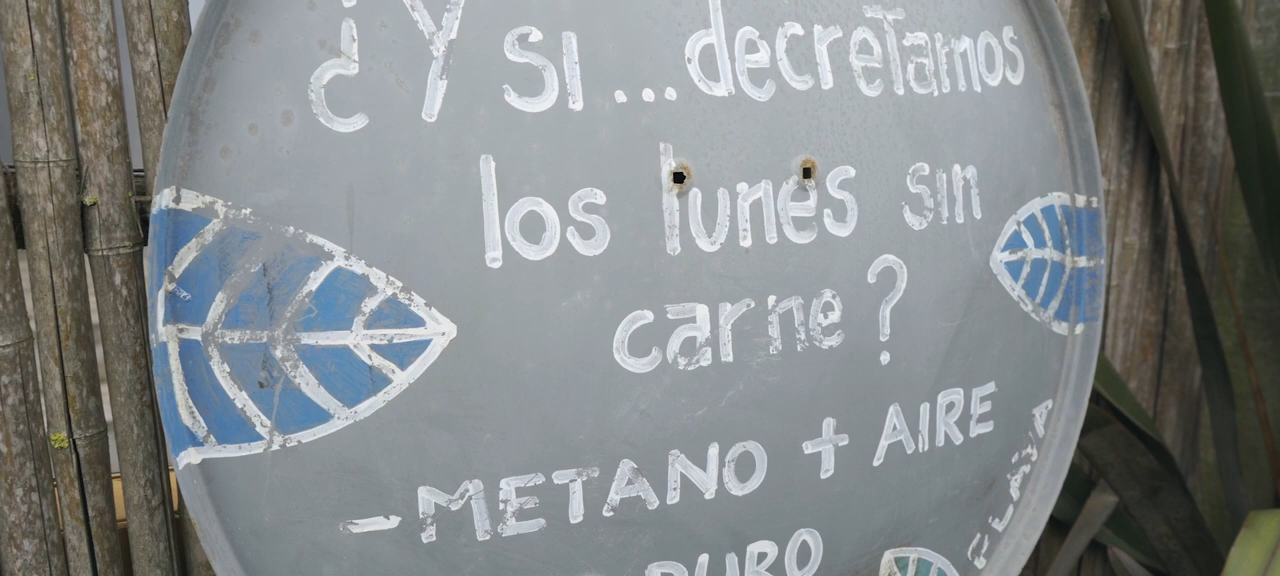 ¿Y si...decretamos
los lunes sin
carne?
-METANO + AIRE
PURO